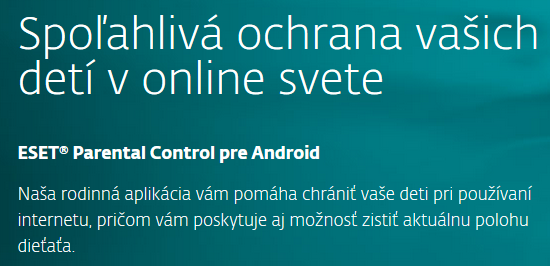 Spoľahlivá ochrana vašich
detí v online svete
ESET® Parental Control pre Android
Naša rodinná aplikácia vám pomáha chrániť vaše deti pri používaní
internetu, pričom vám poskytuje aj možnosť zistiť aktuálnu polohu
dieťaťa.